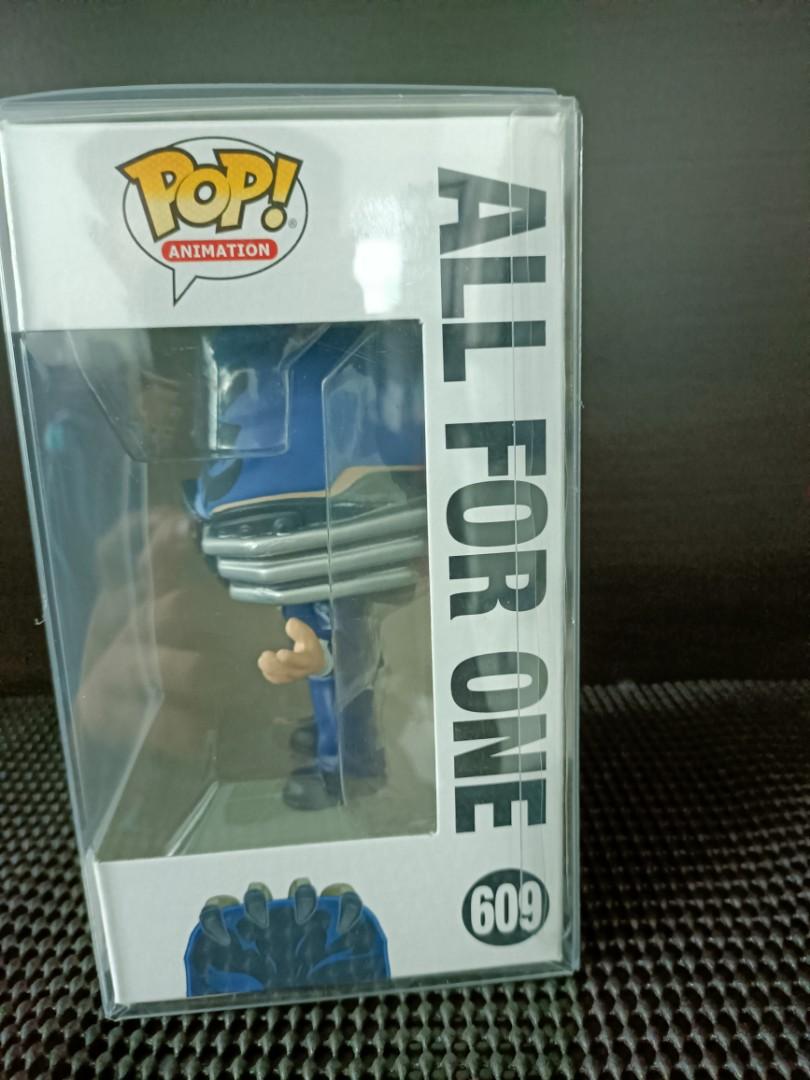 POP!®
ANIMATION
ALL FOR ONE
609